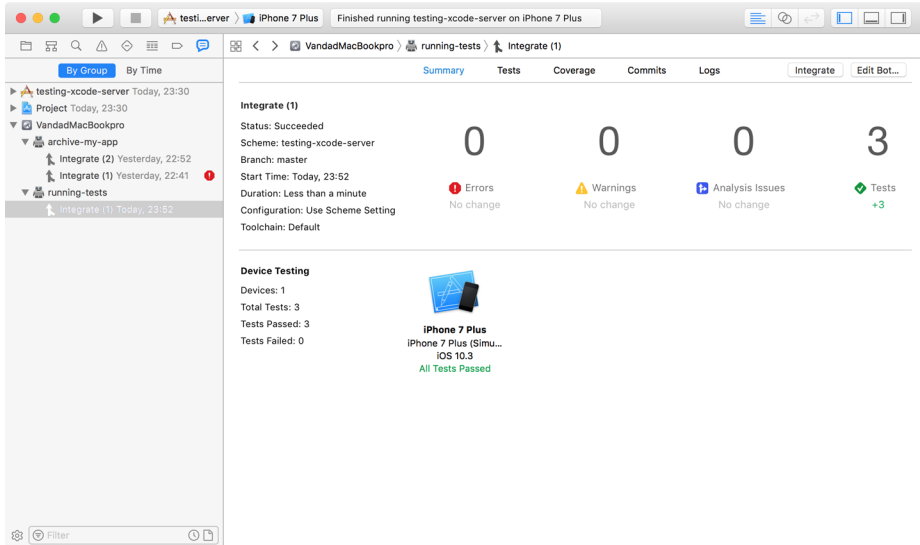 testi...erver
iPhone 7 Plus
Finished running testing-xcode-server on iPhone 7 Plus
VandadMacBookpro
running-tests
Integrate (1)
By Group
By Time
Summary
Tests
Coverage
Commits
Logs
Integrate
Edit Bot...
testing-xcode-server Today, 23:30
Project Today, 23:30
VandadMacBookpro
archive-my-app
Integrate (2) Yesterday, 22:52
Integrate (1) Yesterday, 22:41
running-tests
Integrate (1) Today, 23:52
Integrate (1)
Status: Succeeded
Scheme: testing-xcode-server
Branch: master
Start Time: Today, 23:52
Duration: Less than a minute
Configuration: Use Scheme Setting
Toolchain: Default
0
Errors
No change
0
Warnings
No change
0
Analysis Issues
No change
3
Tests
+3
Device Testing
Devices: 1
Total Tests: 3
Tests Passed: 3
Tests Failed: 0
iPhone 7 Plus
iPhone 7 Plus (Simu...
iOS 10.3
All Tests Passed
Filter